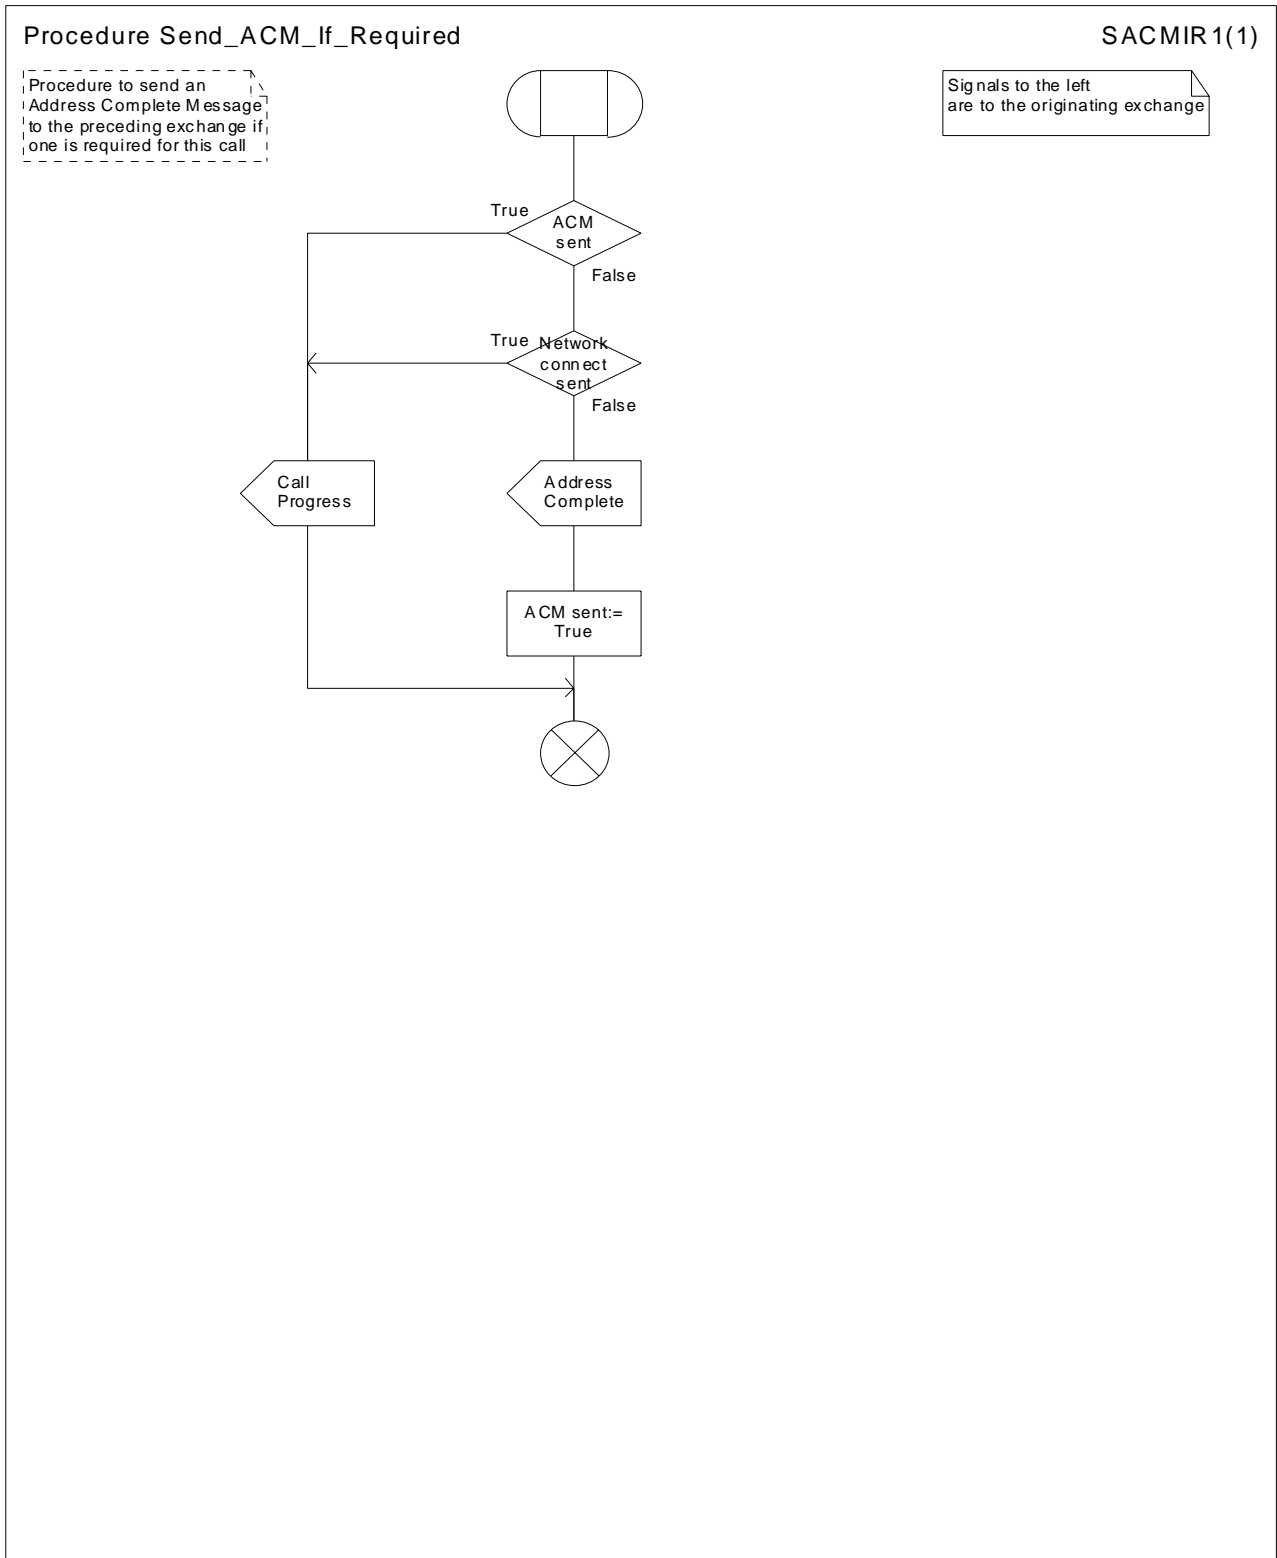 Procedure Send_ACM_If_Required
SACMIR1(1)
Procedure to send an
Address Complete Message
to the preceding exchange if
one is required for this call
Signals to the left
are to the originating exchange
True
ACM
sent
False
True
Network
connect
sent
False
Call
Progress
Address
Complete
ACM sent:=
True